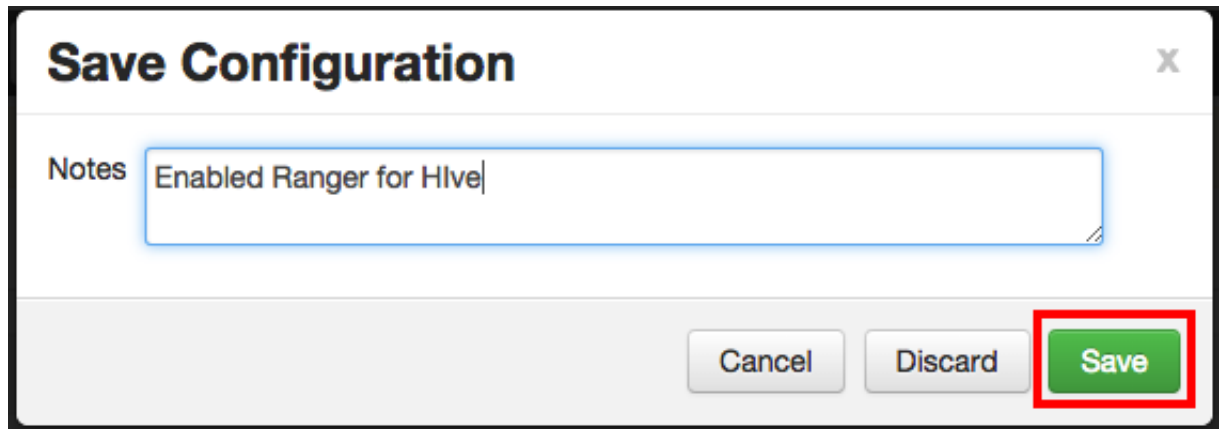 Save Configuration
x
Notes
Enabled Ranger for HIve
Cancel
Discard
Save